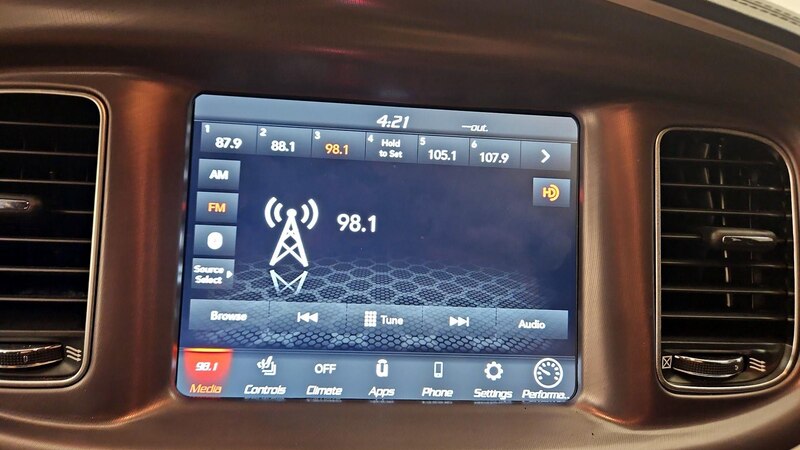 4:21 —out.
1 87.9
2 88.1
3 98.1
4 Hold to Set
5 105.1
6 107.9
AM
HD
FM
98.1
Source
Select
Browse
Tune
Audio
98.1
OFF
Media
Controls
Climate
Apps
Phone
Settings
Performa...